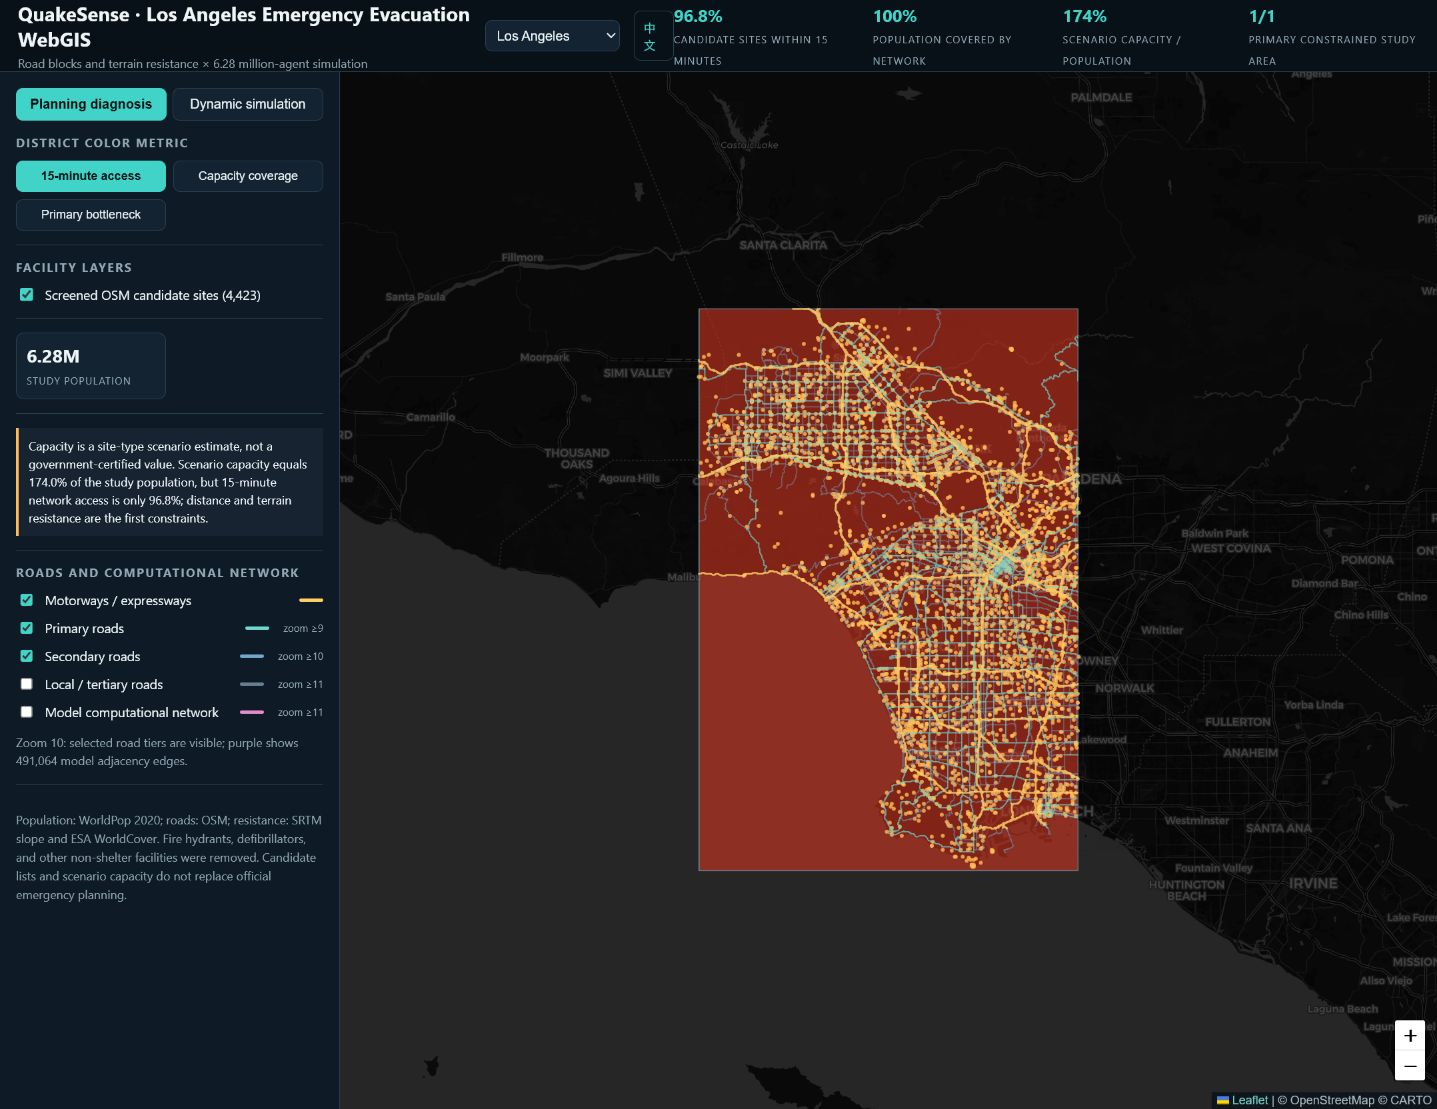 QuakeSense · Los Angeles Emergency Evacuation
WebGIS
Road blocks and terrain resistance × 6.28 million-agent simulation
Los Angeles
中
文
96.8%
CANDIDATE SITES WITHIN 15
MINUTES
100%
POPULATION COVERED BY
NETWORK
174%
SCENARIO CAPACITY /
POPULATION
1/1
PRIMARY CONSTRAINED STUDY
AREA
Planning diagnosis
Dynamic simulation
DISTRICT COLOR METRIC
15-minute access
Capacity coverage
Primary bottleneck
FACILITY LAYERS
Screened OSM candidate sites (4,423)
6.28M
STUDY POPULATION
Capacity is a site-type scenario estimate, not a
government-certified value. Scenario capacity equals
174.0% of the study population, but 15-minute
network access is only 96.8%; distance and terrain
resistance are the first constraints.
ROADS AND COMPUTATIONAL NETWORK
Motorways / expressways
Primary roads zoom ≥9
Secondary roads zoom ≥10
Local / tertiary roads zoom ≥11
Model computational network zoom ≥11
Zoom 10: selected road tiers are visible; purple shows
491,064 model adjacency edges.
Population: WorldPop 2020; roads: OSM; resistance: SRTM
slope and ESA WorldCover. Fire hydrants, defibrillators,
and other non-shelter facilities were removed. Candidate
lists and scenario capacity do not replace official
emergency planning.
Angeles
PALMDALE
Castaic Lake
SANTA CLARITA
Fillmore
Santa Paula
Moorpark
SIMI VALLEY
Camarillo
THOUSAND
OAKS
Agoura Hills
Malibu
DENA
Baldwin Park
WEST COVINA
POMONA
Diamond Bar
Chino
Chino Hills
Whittier
OWNEY
NORWALK
Yorba Linda
FULLERTON
ANAHEIM
Lakewood
CH
Westminster
SANTA ANA
Fountain Valley
HUNTINGTON
BEACH
IRVINE
Lake Fores
MISSION
Aliso Viejo
Laguna Beach
+
−
Leaflet | © OpenStreetMap © CARTO